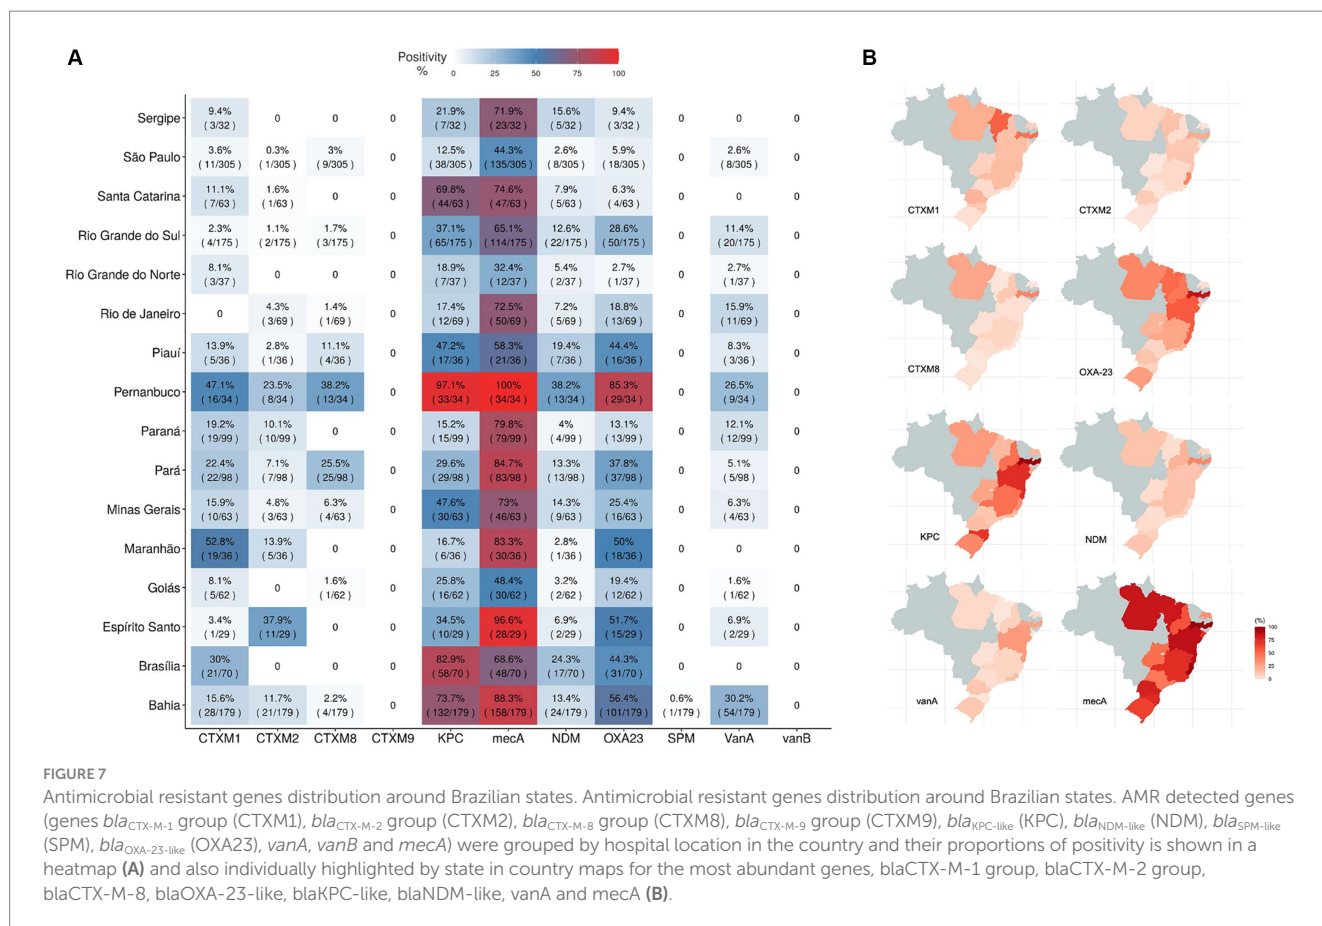 A
Positivity
%
0 25 50 75 100
Sergipe 9.4% 0 0 0 21.9% 71.9% 15.6% 9.4% 0 0 0
( 3/32 ) ( 7/32 ) ( 23/32 ) ( 5/32 ) ( 3/32 )
São Paulo 3.6% 0.3% 3% 0 12.5% 44.3% 2.6% 5.9% 0 2.6% 0
( 11/305 ) ( 1/305 ) ( 9/305 ) ( 38/305 ) ( 135/305 ) ( 8/305 ) ( 18/305 ) ( 8/305 )
Santa Catarina 11.1% 1.6% 0 0 69.8% 74.6% 7.9% 6.3% 0 0 0
( 7/63 ) ( 1/63 ) ( 44/63 ) ( 47/63 ) ( 5/63 ) ( 4/63 )
Rio Grande do Sul 2.3% 1.1% 1.7% 0 37.1% 65.1% 12.6% 28.6% 0 11.4% 0
( 4/175 ) ( 2/175 ) ( 3/175 ) ( 65/175 ) ( 114/175 ) ( 22/175 ) ( 50/175 ) ( 20/175 )
Rio Grande do Norte 8.1% 0 0 0 18.9% 32.4% 5.4% 2.7% 0 2.7% 0
( 3/37 ) ( 7/37 ) ( 12/37 ) ( 2/37 ) ( 1/37 ) ( 1/37 )
Rio de Janeiro 0 4.3% 1.4% 0 17.4% 72.5% 7.2% 18.8% 0 15.9% 0
( 3/69 ) ( 1/69 ) ( 12/69 ) ( 50/69 ) ( 5/69 ) ( 13/69 ) ( 11/69 )
Piauí 13.9% 2.8% 11.1% 0 47.2% 58.3% 19.4% 44.4% 0 8.3% 0
( 5/36 ) ( 1/36 ) ( 4/36 ) ( 17/36 ) ( 21/36 ) ( 7/36 ) ( 16/36 ) ( 3/36 )
Pernanbuco 47.1% 23.5% 38.2% 0 97.1% 100% 38.2% 85.3% 0 26.5% 0
( 16/34 ) ( 8/34 ) ( 13/34 ) ( 33/34 ) ( 34/34 ) ( 13/34 ) ( 29/34 ) ( 9/34 )
Paraná 19.2% 10.1% 0 0 15.2% 79.8% 4% 13.1% 0 12.1% 0
( 19/99 ) ( 10/99 ) ( 15/99 ) ( 79/99 ) ( 4/99 ) ( 13/99 ) ( 12/99 )
Pará 22.4% 7.1% 25.5% 0 29.6% 84.7% 13.3% 37.8% 0 5.1% 0
( 22/98 ) ( 7/98 ) ( 25/98 ) ( 29/98 ) ( 83/98 ) ( 13/98 ) ( 37/98 ) ( 5/98 )
Minas Gerais 15.9% 4.8% 6.3% 0 47.6% 73% 14.3% 25.4% 0 6.3% 0
( 10/63 ) ( 3/63 ) ( 4/63 ) ( 30/63 ) ( 46/63 ) ( 9/63 ) ( 16/63 ) ( 4/63 )
Maranhão 52.8% 13.9% 0 0 16.7% 83.3% 2.8% 50% 0 0 0
( 19/36 ) ( 5/36 ) ( 6/36 ) ( 30/36 ) ( 1/36 ) ( 18/36 )
Goiás 8.1% 0 1.6% 0 25.8% 48.4% 3.2% 19.4% 0 1.6% 0
( 5/62 ) ( 1/62 ) ( 16/62 ) ( 30/62 ) ( 2/62 ) ( 12/62 ) ( 1/62 )
Espírito Santo 3.4% 37.9% 0 0 34.5% 96.6% 6.9% 51.7% 0 6.9% 0
( 1/29 ) ( 11/29 ) ( 10/29 ) ( 28/29 ) ( 2/29 ) ( 15/29 ) ( 2/29 )
Brasília 30% 0 0 0 82.9% 68.6% 24.3% 44.3% 0 0 0
( 21/70 ) ( 58/70 ) ( 48/70 ) ( 17/70 ) ( 31/70 )
Bahia 15.6% 11.7% 2.2% 0 73.7% 88.3% 13.4% 56.4% 0.6% 30.2% 0
( 28/179 ) ( 21/179 ) ( 4/179 ) ( 132/179 ) ( 158/179 ) ( 24/179 ) ( 101/179 ) ( 1/179 ) ( 54/179 )
CTXM1 CTXM2 CTXM8 CTXM9 KPC mecA NDM OXA23 SPM VanA vanB
B
CTXM1 CTXM2
CTXM8 OXA-23
KPC NDM
vanA mecA
(%)
100
75
50
25
0
FIGURE 7
Antimicrobial resistant genes distribution around Brazilian states. Antimicrobial resistant genes distribution around Brazilian states. AMR detected genes
(genes blaCTX-M-1 group (CTXM1), blaCTX-M-2 group (CTXM2), blaCTX-M-8 group (CTXM8), blaCTX-M-9 group (CTXM9), blaKPC-like (KPC), blaNDM-like (NDM), blaSPM-like
(SPM), blaOXA-23-like (OXA23), vanA, vanB and mecA) were grouped by hospital location in the country and their proportions of positivity is shown in a
heatmap (A) and also individually highlighted by state in country maps for the most abundant genes, blaCTX-M-1 group, blaCTX-M-2 group,
blaCTX-M-8, blaOXA-23-like, blaKPC-like, blaNDM-like, vanA and mecA (B).